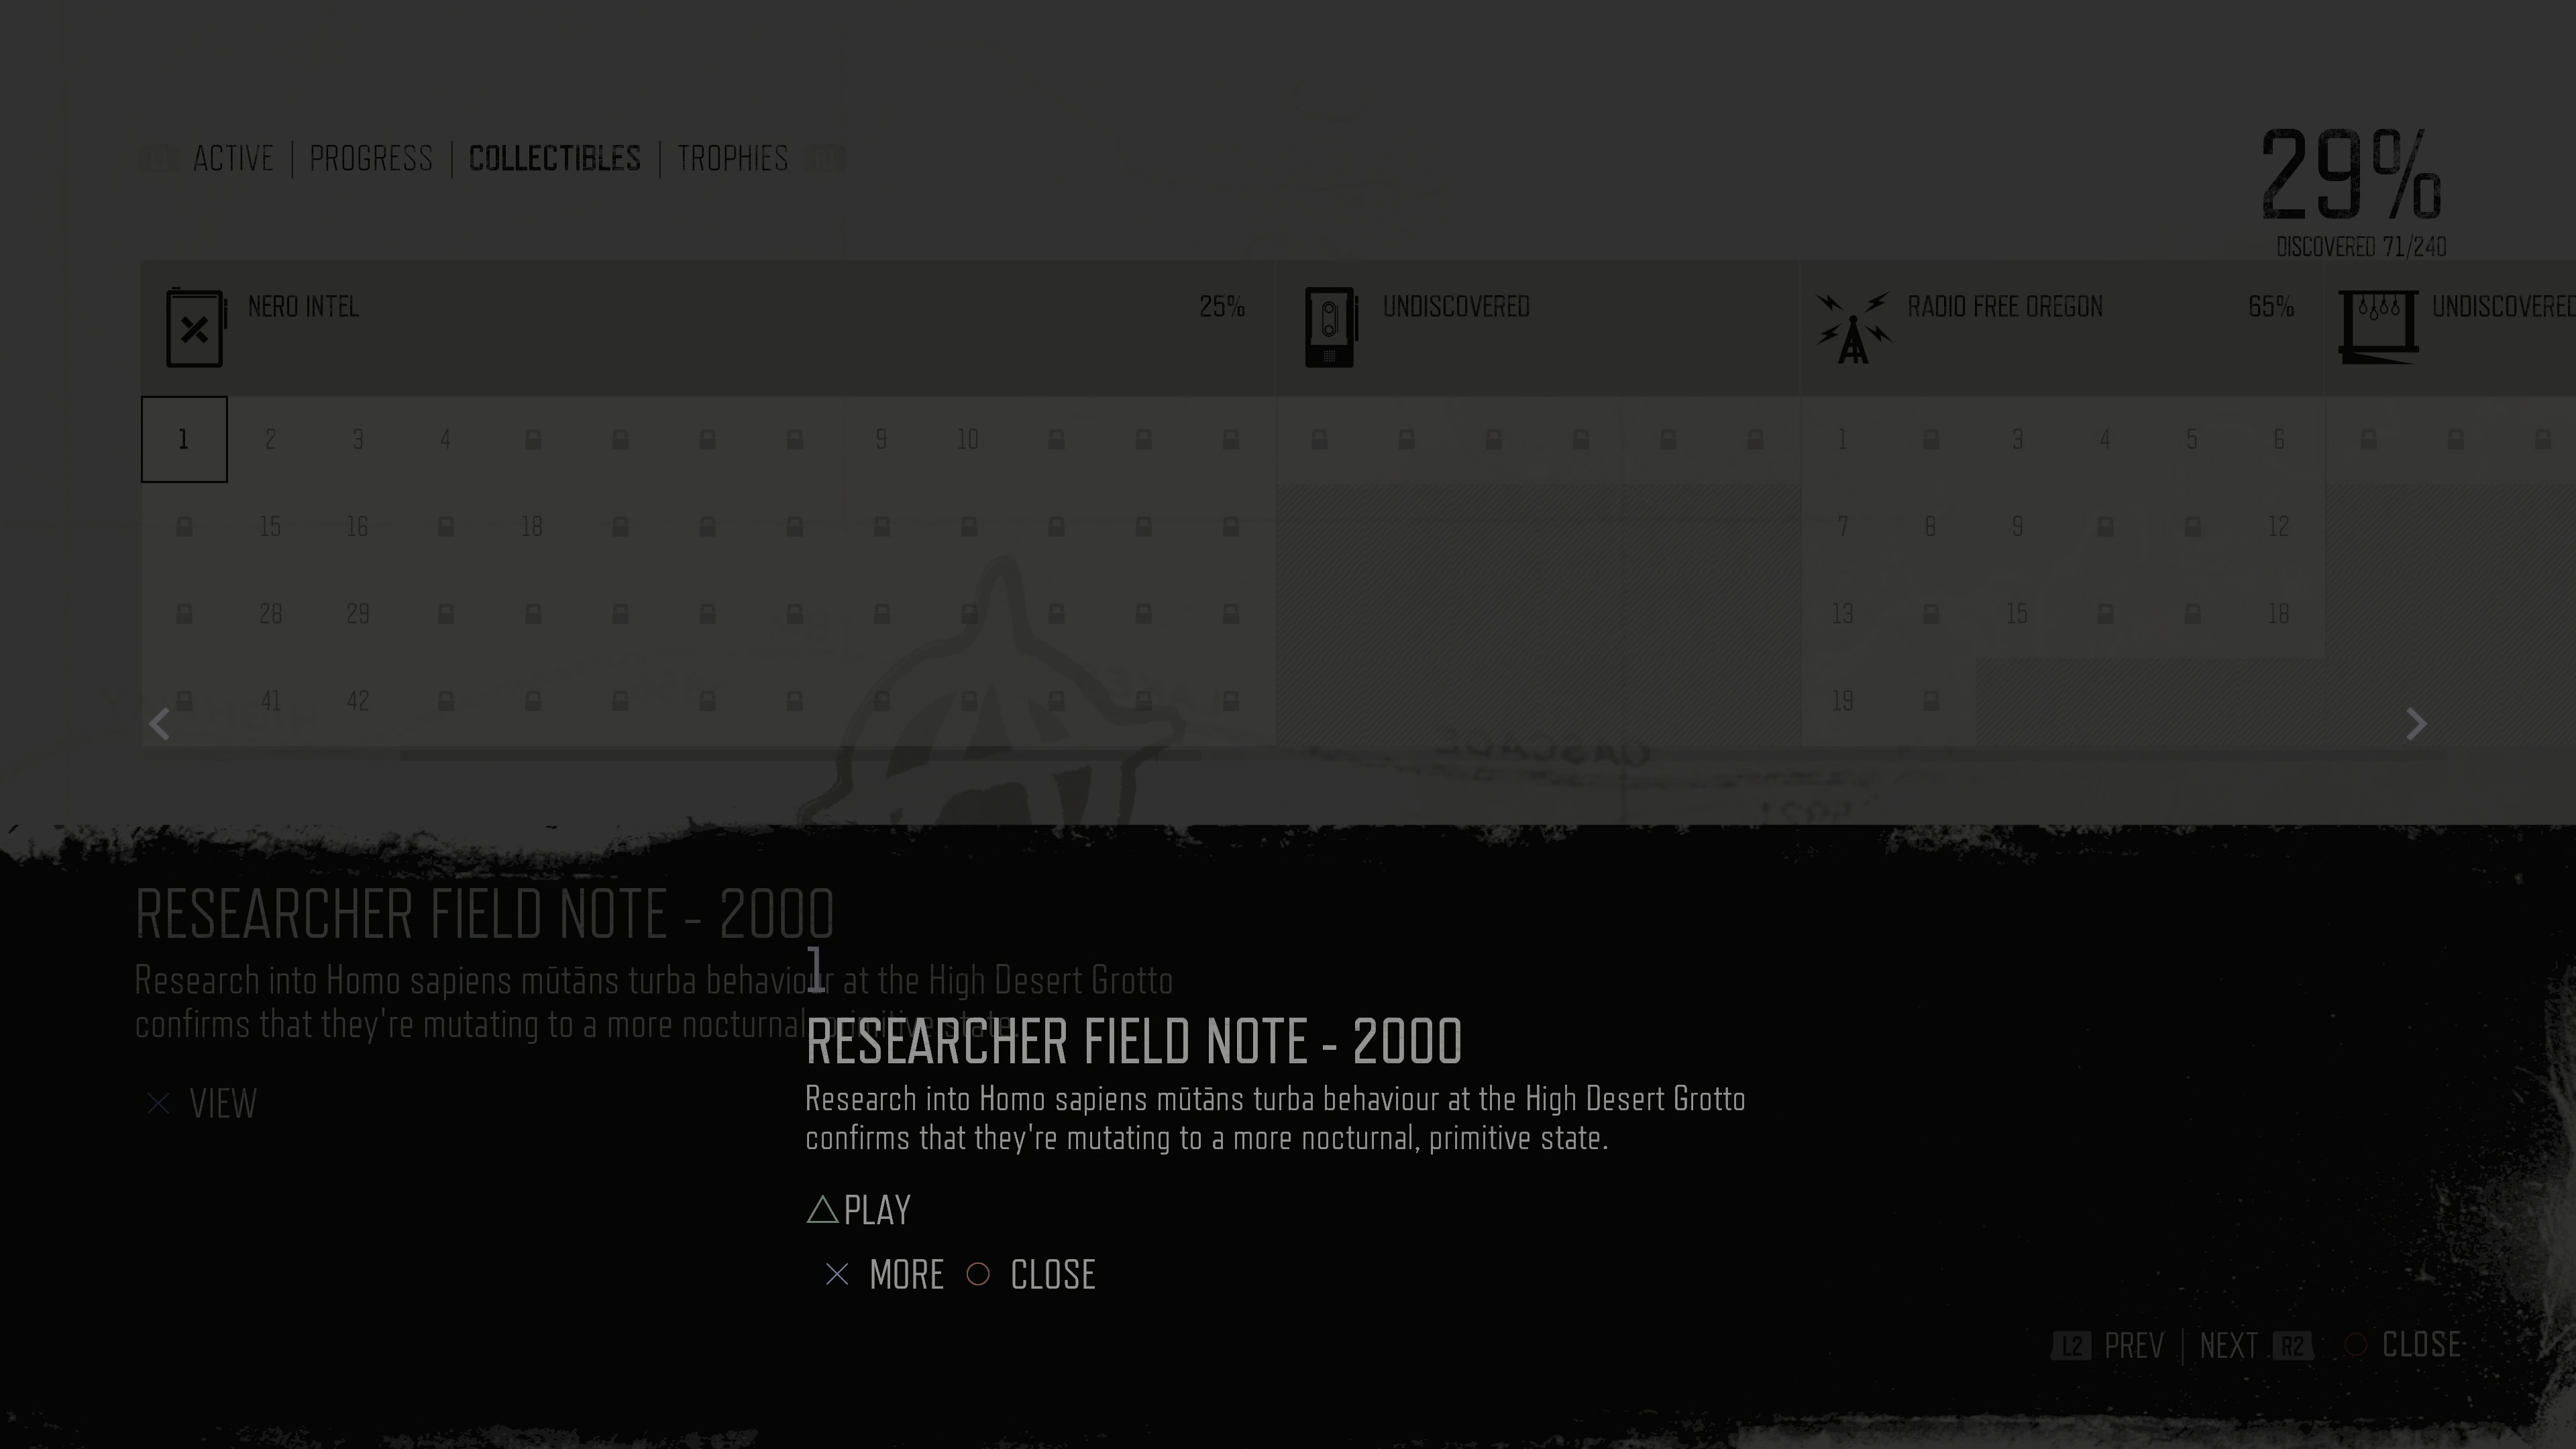 ACTIVE | PROGRESS | COLLECTIBLES | TROPHIES
29%
DISCOVERED 71/240
NERO INTEL 25% UNDISCOVERED RADIO FREE OREGON 65% UNDISCOVERED
1 2 3 4 9 10 1 3 4 5 6
15 16 18 7 8 9 12
28 29 13 15 18
41 42 19
RESEARCHER FIELD NOTE - 2000
Research into Homo sapiens mūtāns turba behaviour at the High Desert Grotto
confirms that they're mutating to a more nocturnal, primitive state.
VIEW
1
RESEARCHER FIELD NOTE - 2000
Research into Homo sapiens mūtāns turba behaviour at the High Desert Grotto
confirms that they're mutating to a more nocturnal, primitive state.
PLAY
MORE CLOSE
L2 PREV | NEXT R2 CLOSE